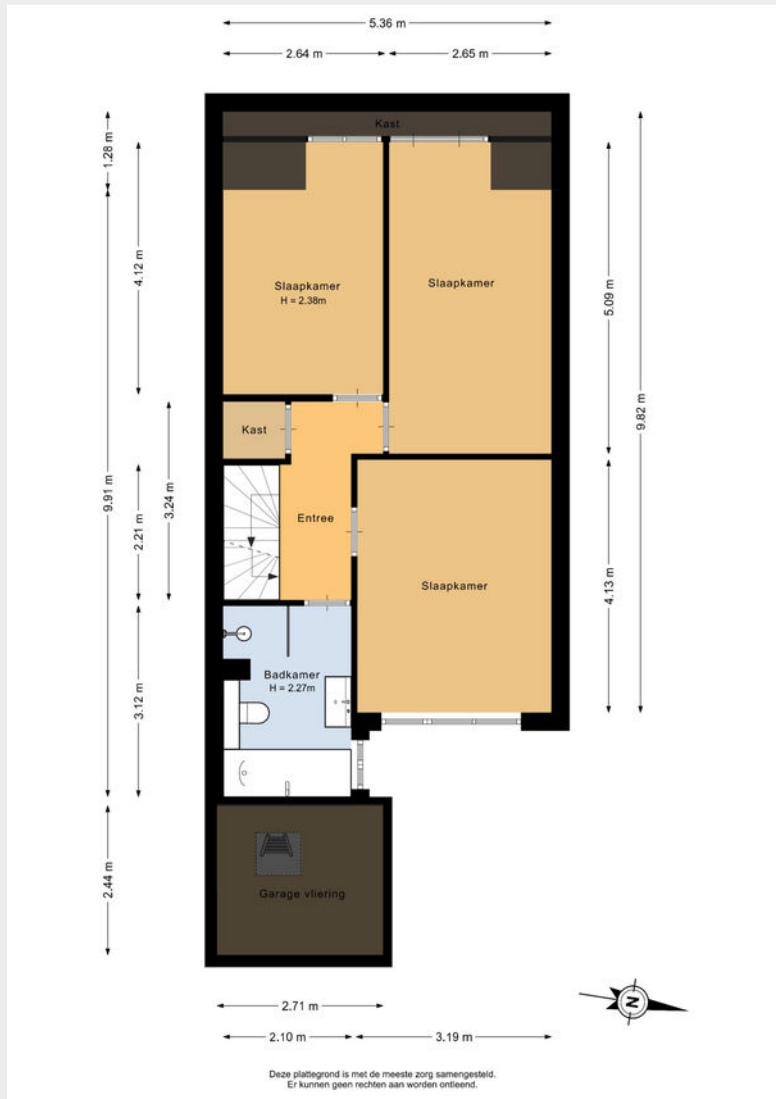 5.36 m
2.64 m
2.65 m
Kast
1.28 m
4.12 m
Slaapkamer
H = 2.38m
Slaapkamer
5.09 m
9.82 m
Kast
9.91 m
3.24 m
2.21 m
Entree
Slaapkamer
4.13 m
Badkamer
H = 2.27m
3.12 m
2.44 m
Garage vliering
N
2.71 m
2.10 m
3.19 m
Deze plattegrond is met de meeste zorg samengesteld.
Er kunnen geen rechten aan worden ontleend.